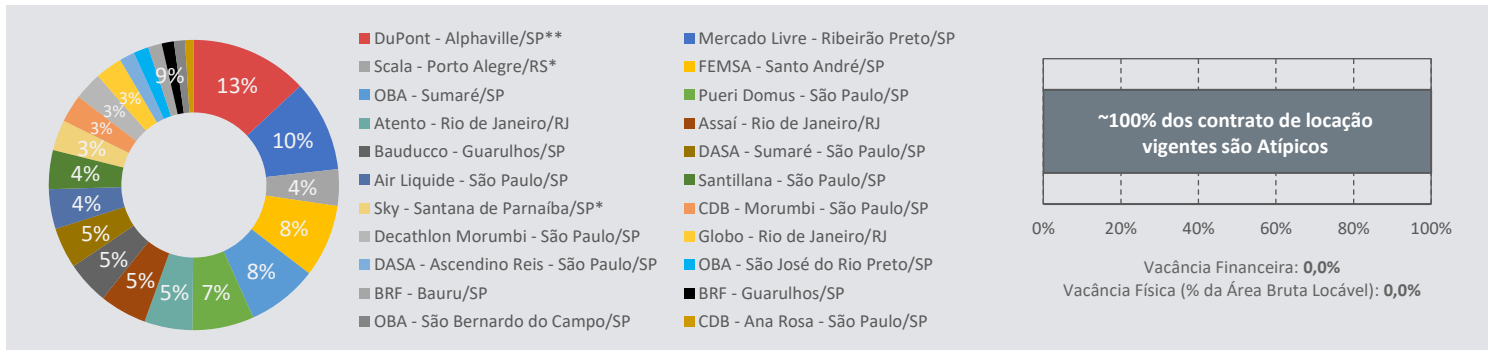 13%
10%
4%
8%
8%
7%
5%
5%
5%
5%
4%
4%
3%
3%
3%
3%
9%
DuPont - Alphaville/SP**
Mercado Livre - Ribeirão Preto/SP
Scala - Porto Alegre/RS*
FEMSA - Santo André/SP
OBA - Sumaré/SP
Pueri Domus - São Paulo/SP
Atento - Rio de Janeiro/RJ
Assaí - Rio de Janeiro/RJ
Bauducco - Guarulhos/SP
DASA - Sumaré - São Paulo/SP
Air Liquide - São Paulo/SP
Santillana - São Paulo/SP
Sky - Santana de Parnaíba/SP*
CDB - Morumbi - São Paulo/SP
Decathlon Morumbi - São Paulo/SP
Globo - Rio de Janeiro/RJ
DASA - Ascendino Reis - São Paulo/SP
OBA - São José do Rio Preto/SP
BRF - Bauru/SP
BRF - Guarulhos/SP
OBA - São Bernardo do Campo/SP
CDB - Ana Rosa - São Paulo/SP
~100% dos contrato de locação
vigentes são Atípicos
0% 20% 40% 60% 80% 100%
Vacância Financeira: 0,0%
Vacância Física (% da Área Bruta Locável): 0,0%